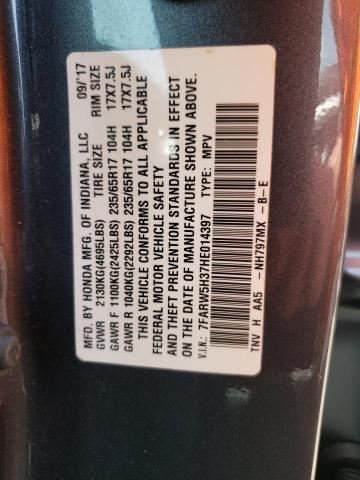 MFD. BY HONDA MFG. OF INDIANA, LLC 09/'17
GVWR 2130KG(4695LBS) TIRE SIZE RIM SIZE
GAWR F 1100KG(2425LBS) 235/65R17 104H 17X7.5J
GAWR R 1040KG(2292LBS) 235/65R17 104H 17X7.5J
THIS VEHICLE CONFORMS TO ALL APPLICABLE
FEDERAL MOTOR VEHICLE SAFETY
AND THEFT PREVENTION STANDARDS IN EFFECT
ON THE DATE OF MANUFACTURE SHOWN ABOVE.
V.I.N.: 7FARW5H37HE014397 TYPE: MPV
TNV H AA5 -NH797MX -B-E